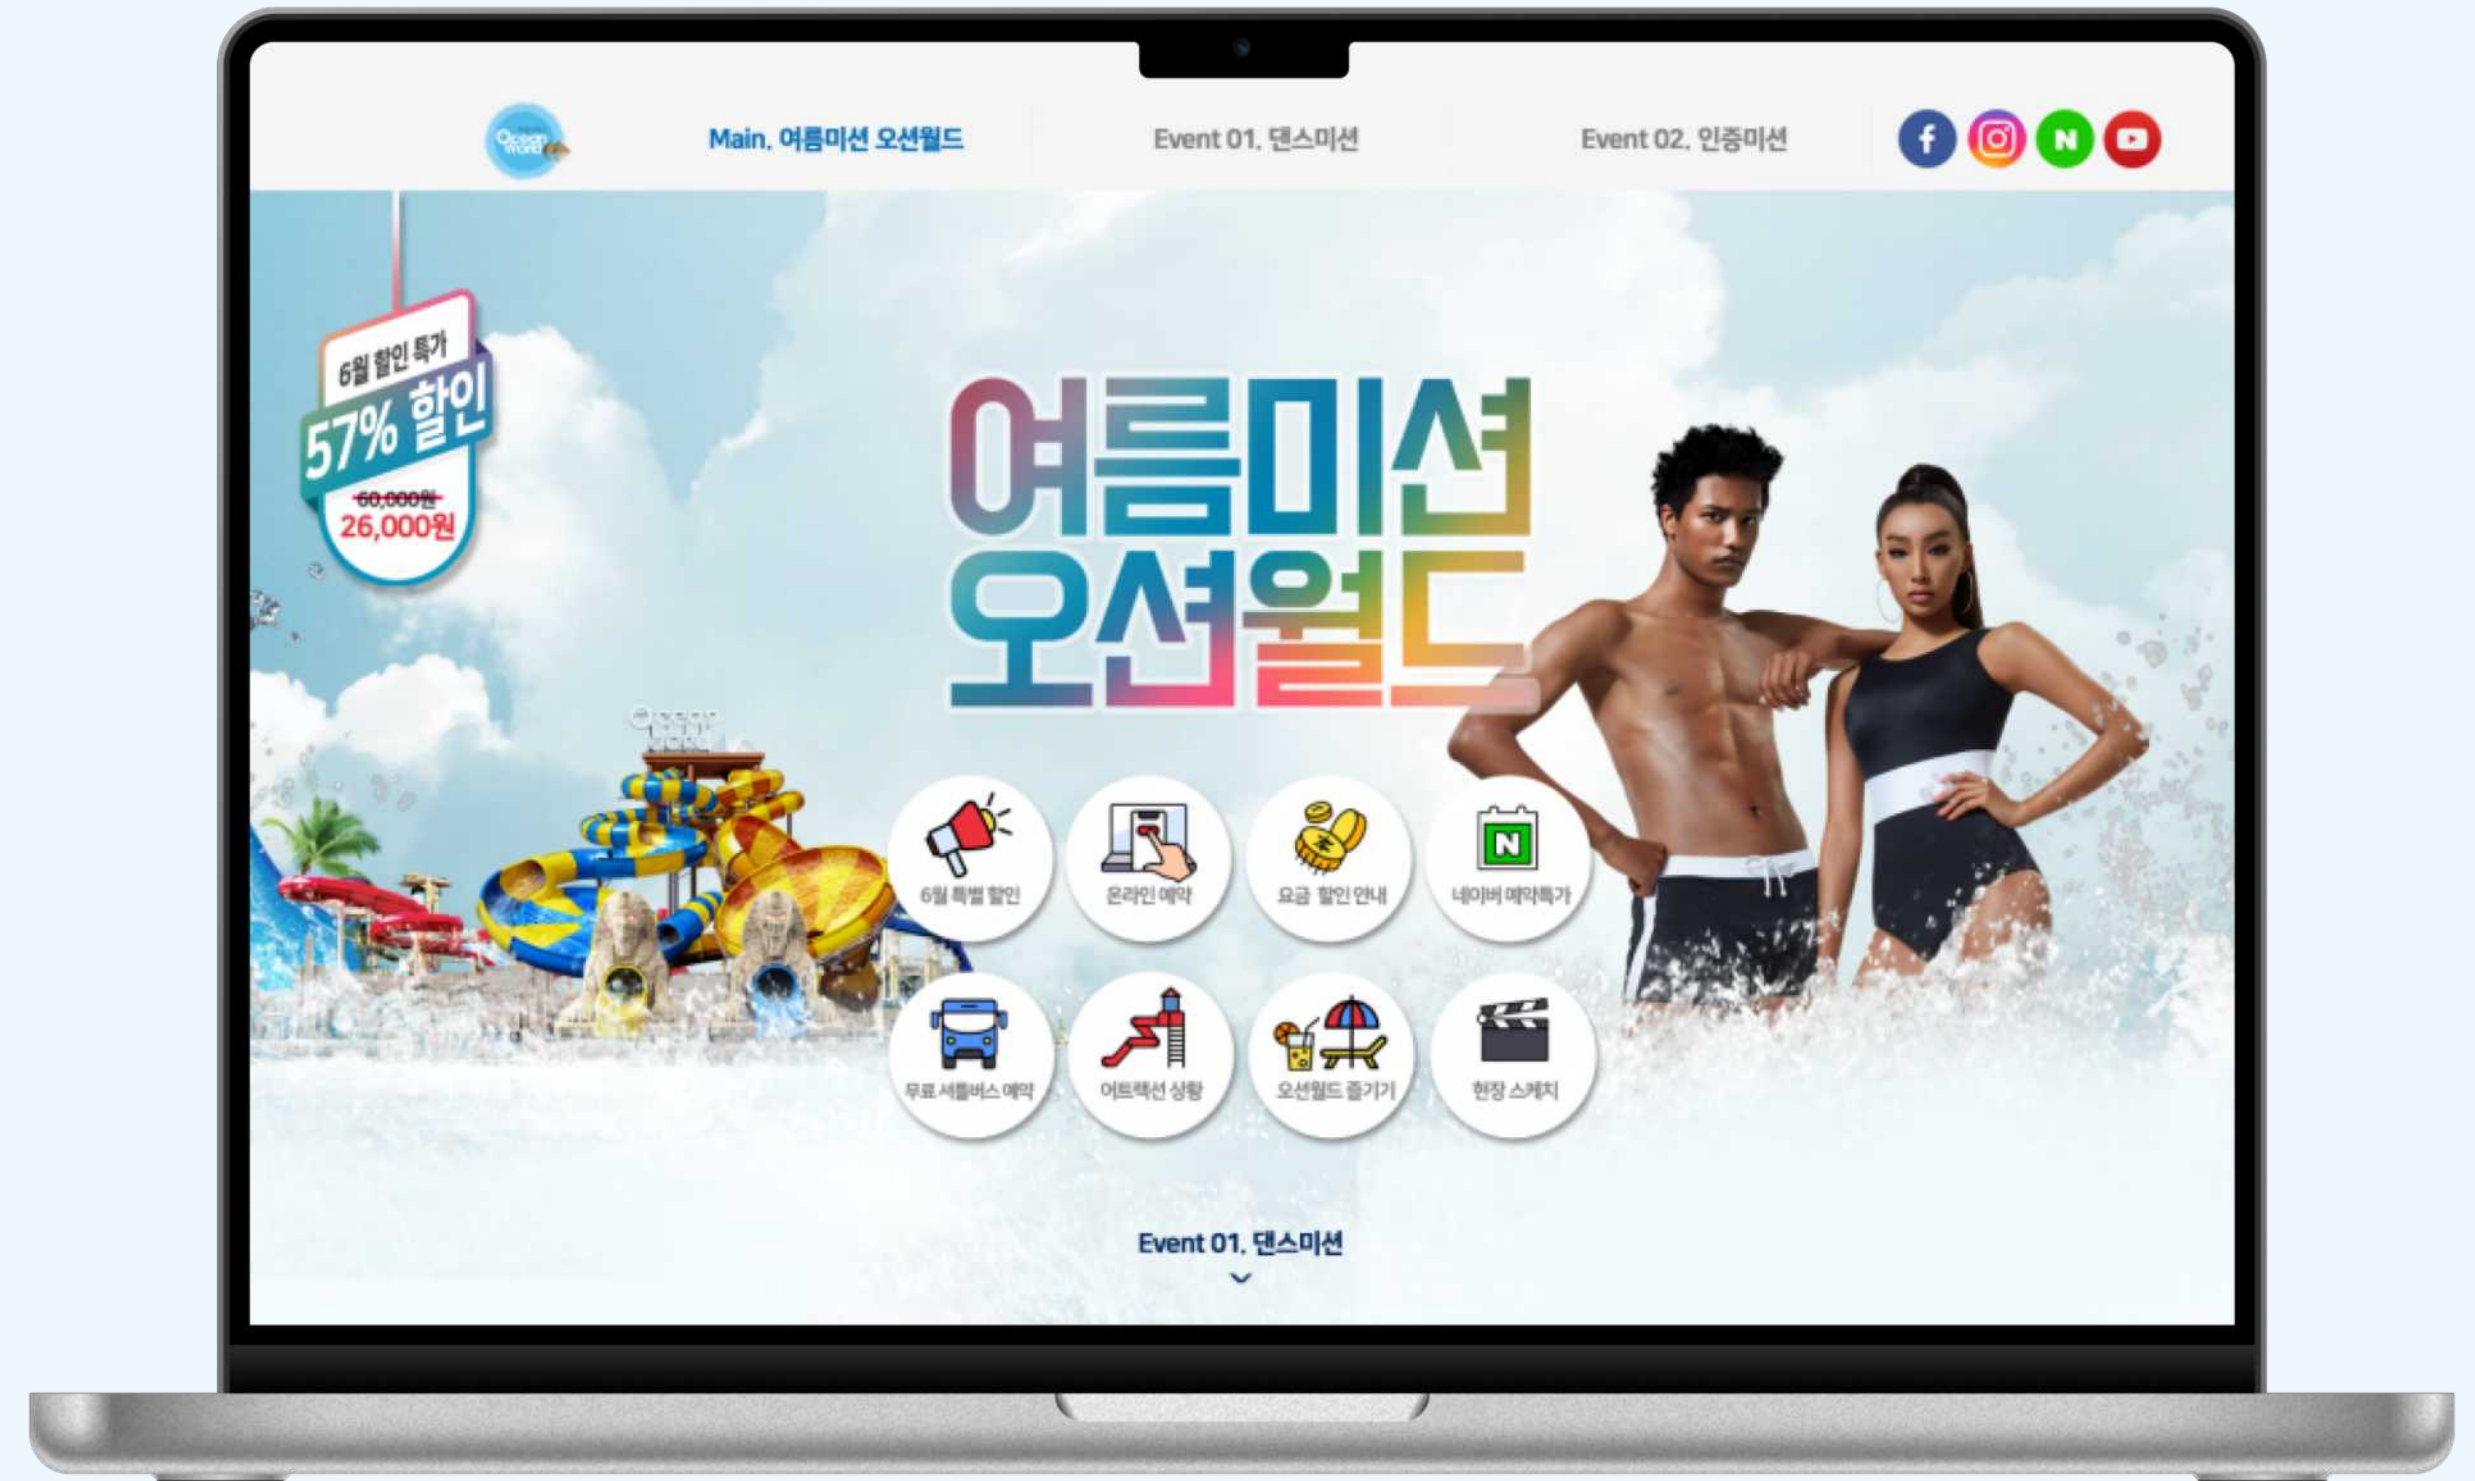 Ocean
World
Main. 여름미션 오션월드
Event 01. 댄스미션
Event 02. 인증미션
f
N
6월 할인 특가
57% 할인
60,000원
26,000원
여름미션
오션월드
Ocean
World
6월 특별 할인
온라인 예약
요금 할인 안내
N
네이버 예약특가
무료 셔틀버스 예약
어트랙션 상황
오션월드 즐기기
현장 스케치
Event 01. 댄스미션